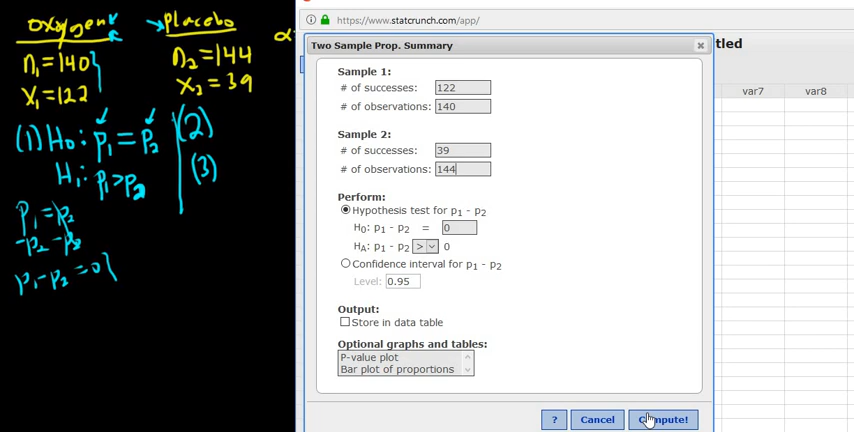 oxygen
placebo
n₁=140
n₂=144
α
x₁=122
x₂=39
(1) H₀: p₁=p₂
(2)
H₁: p₁>p₂
(3)
p₁=p₂
-p₂ -p₂
p₁-p₂=0
https://www.statcrunch.com/app/
Two Sample Prop. Summary
tled
var7 var8
Sample 1:
# of successes: 122
# of observations: 140
Sample 2:
# of successes: 39
# of observations: 144
Perform:
Hypothesis test for p₁ - p₂
H₀: p₁ - p₂ = 0
Hᴀ: p₁ - p₂ > 0
Confidence interval for p₁ - p₂
Level: 0.95
Output:
Store in data table
Optional graphs and tables:
P-value plot
Bar plot of proportions
? Cancel Compute!